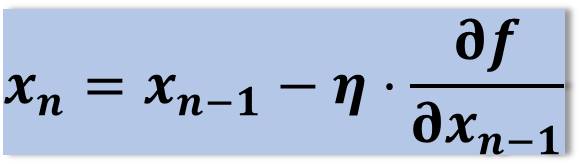 xₙ = xₙ₋₁ − η · ∂f/∂xₙ₋₁